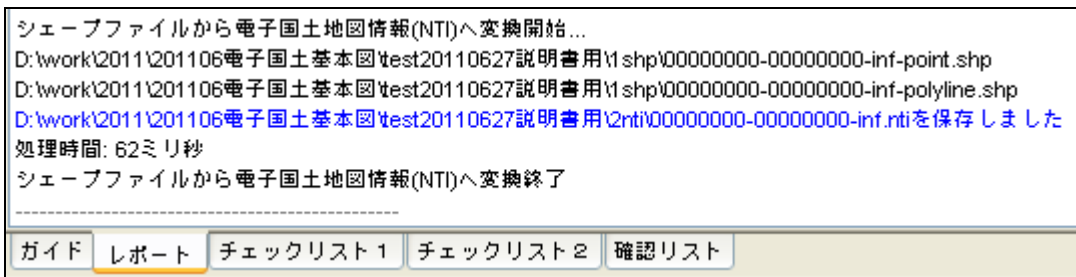 シェープファイルから電子国土地図情報(NTI)へ変換開始...
D:\work\2011\201106電子国土基本図\test20110627説明書用\1shp\00000000-00000000-inf-point.shp
D:\work\2011\201106電子国土基本図\test20110627説明書用\1shp\00000000-00000000-inf-polyline.shp
D:\work\2011\201106電子国土基本図\test20110627説明書用\2nti\00000000-00000000-inf.ntiを保存しました
処理時間: 62ミリ秒
シェープファイルから電子国土地図情報(NTI)へ変換終了
------------------------------------------------
ガイド レポート チェックリスト1 チェックリスト2 確認リスト